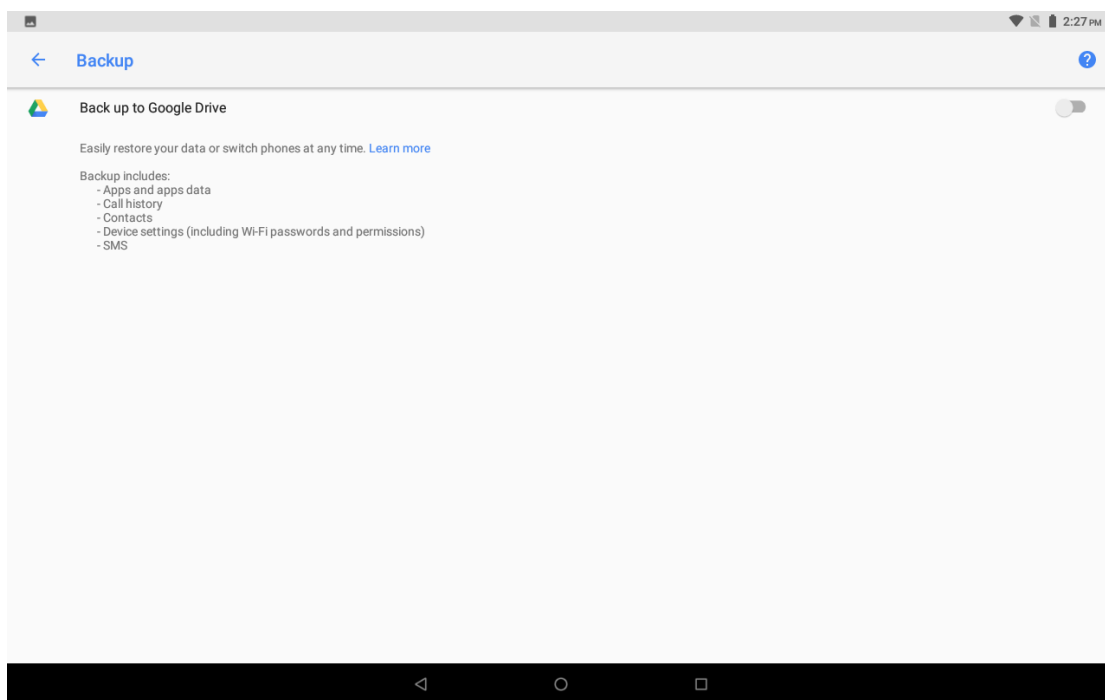 2:27 PM
Backup
Back up to Google Drive
Easily restore your data or switch phones at any time. Learn more
Backup includes:
- Apps and apps data
- Call history
- Contacts
- Device settings (including Wi-Fi passwords and permissions)
- SMS